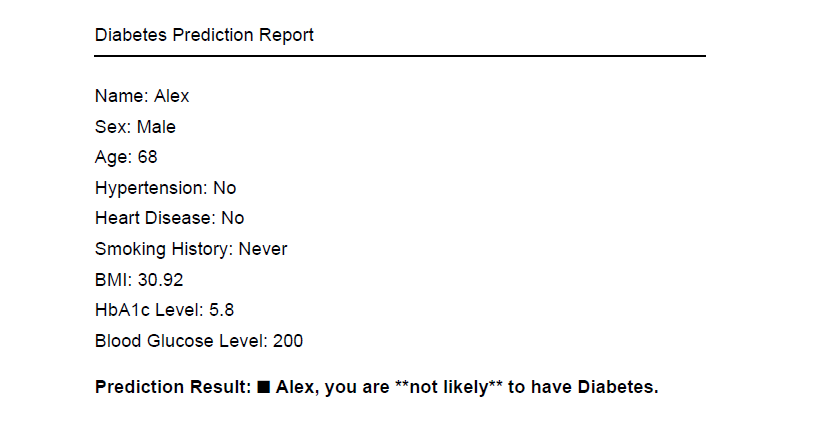 Diabetes Prediction Report
Name: Alex
Sex: Male
Age: 68
Hypertension: No
Heart Disease: No
Smoking History: Never
BMI: 30.92
HbA1c Level: 5.8
Blood Glucose Level: 200
Prediction Result: ■ Alex, you are **not likely** to have Diabetes.